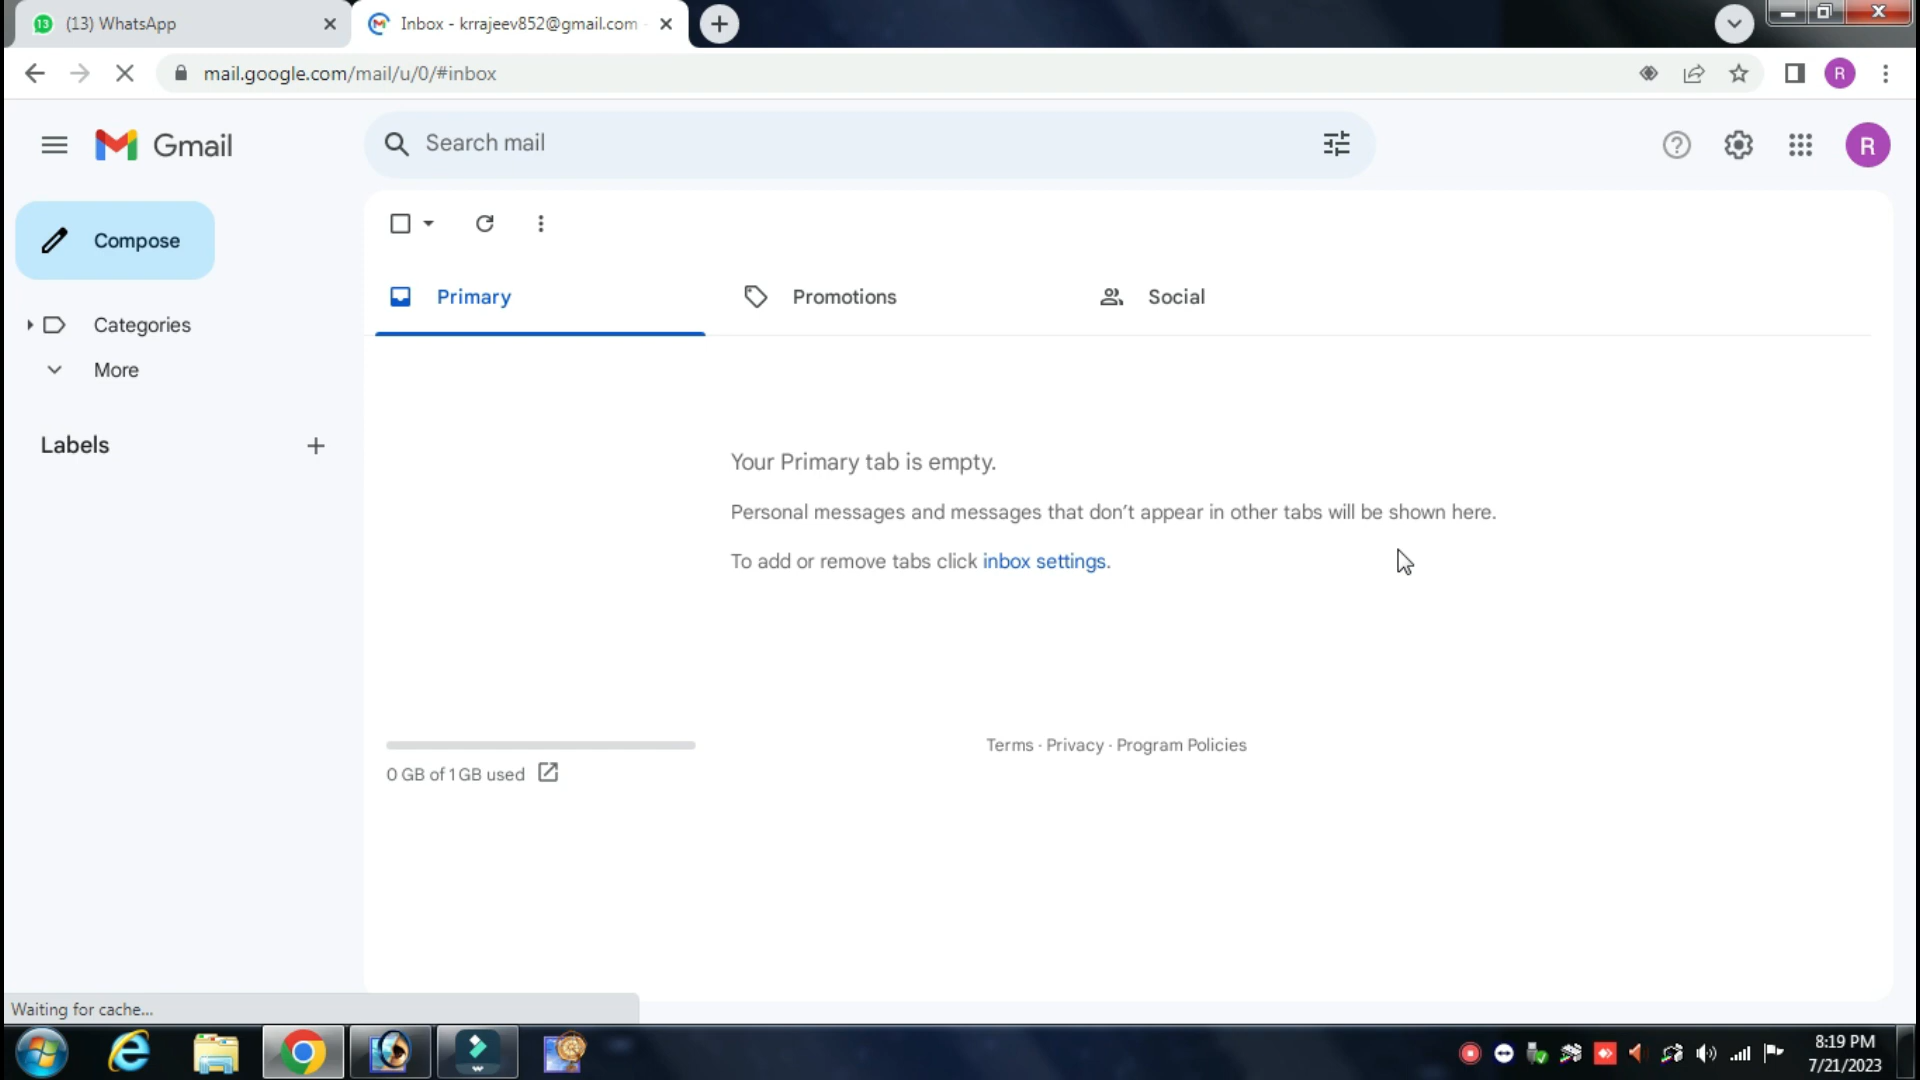 13 (13) WhatsApp
Inbox - krrajeev852@gmail.com -
mail.google.com/mail/u/0/#inbox
R
Gmail
Search mail
R
Compose
Primary
Promotions
Social
Categories
More
Labels
Your Primary tab is empty.
Personal messages and messages that don't appear in other tabs will be shown here.
To add or remove tabs click inbox settings.
0 GB of 1 GB used
Terms · Privacy · Program Policies
Waiting for cache...
8:19 PM
7/21/2023